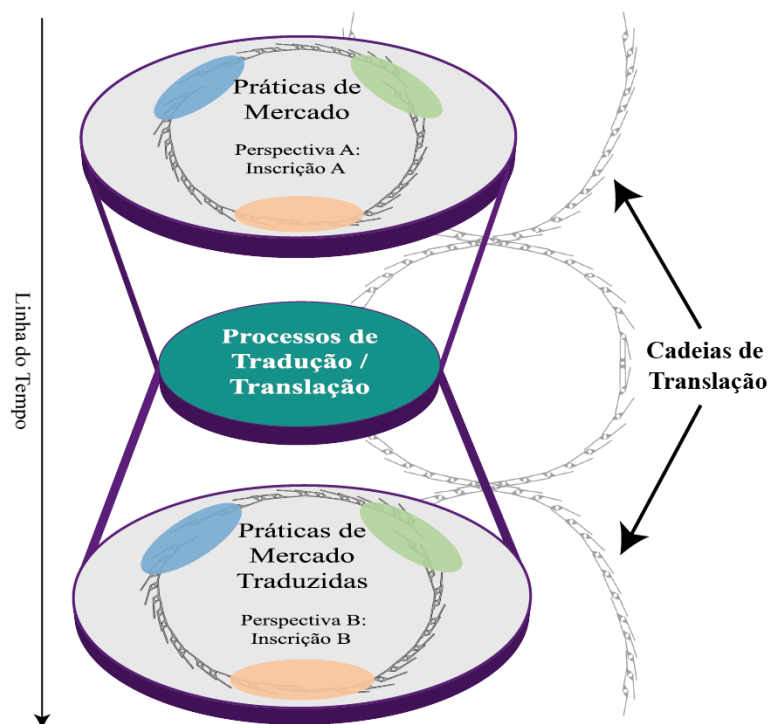 Práticas de
Mercado
Perspectiva A:
Inscrição A
Linha do Tempo
Processos de
Tradução /
Translação
Cadeias de
Translação
Práticas de
Mercado
Traduzidas
Perspectiva B:
Inscrição B